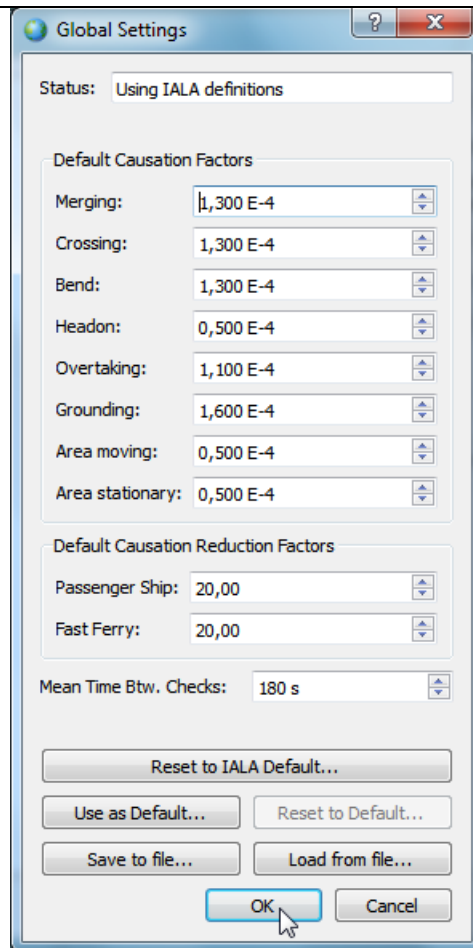 Global Settings
Status: Using IALA definitions
Default Causation Factors
Merging: 1,300 E-4
Crossing: 1,300 E-4
Bend: 1,300 E-4
Headon: 0,500 E-4
Overtaking: 1,100 E-4
Grounding: 1,600 E-4
Area moving: 0,500 E-4
Area stationary: 0,500 E-4
Default Causation Reduction Factors
Passenger Ship: 20,00
Fast Ferry: 20,00
Mean Time Btw. Checks: 180 s
Reset to IALA Default...
Use as Default... Reset to Default...
Save to file... Load from file...
OK Cancel